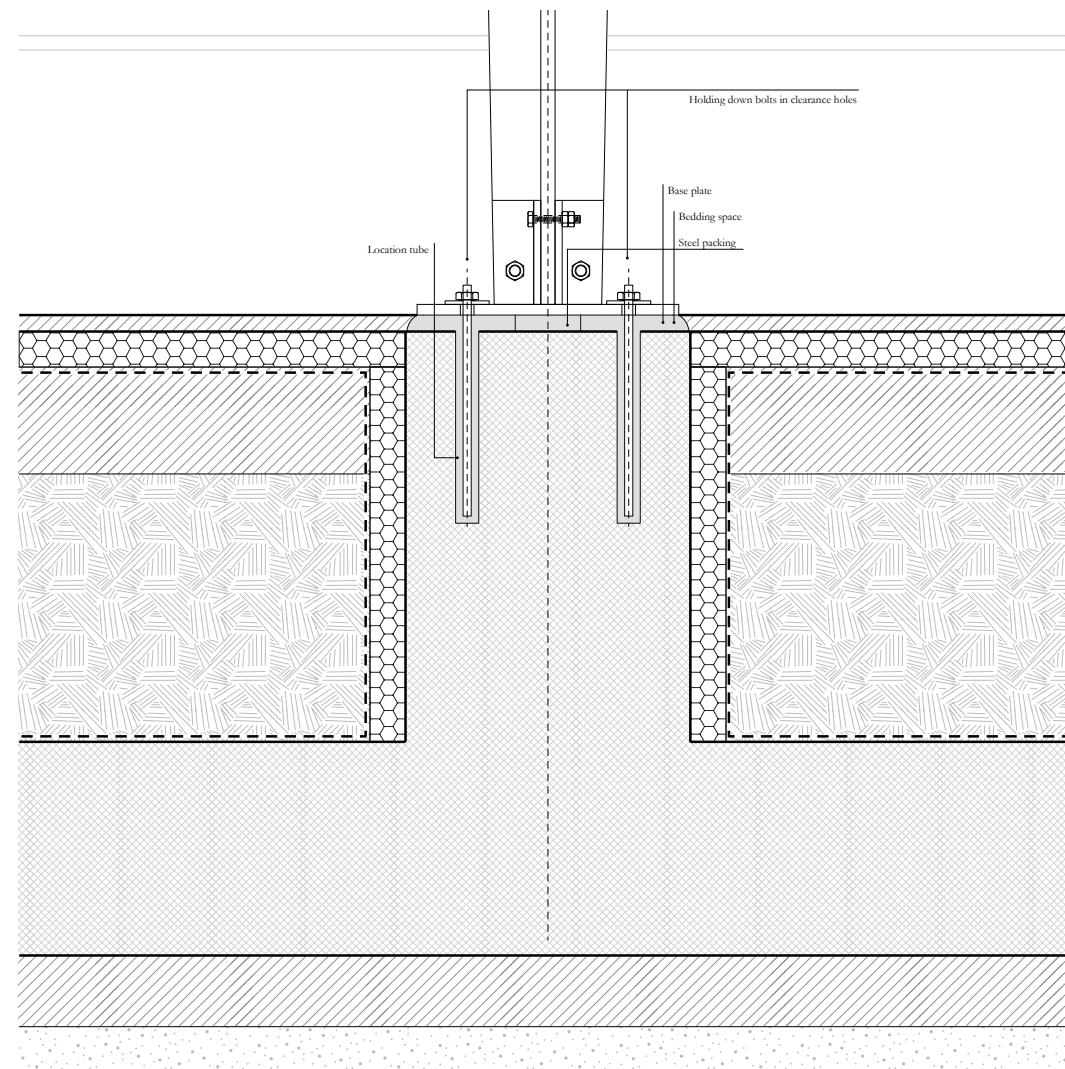 Holding down bolts in clearance holes
Base plate
Bedding space
Steel packing
Location tube